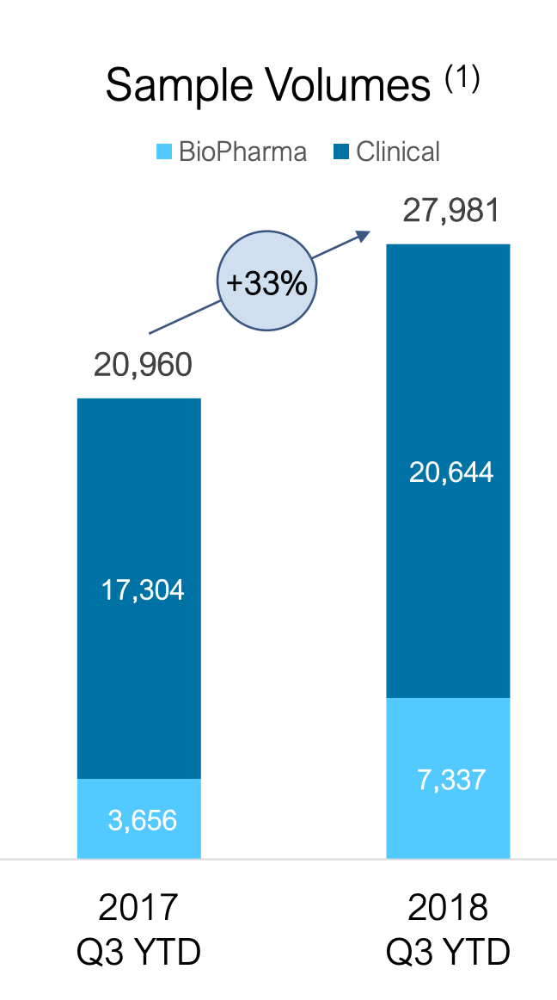 Sample Volumes (1)
BioPharma Clinical
27,981
+33%
20,960
20,644
17,304
7,337
3,656
2017 2018
Q3 YTD Q3 YTD